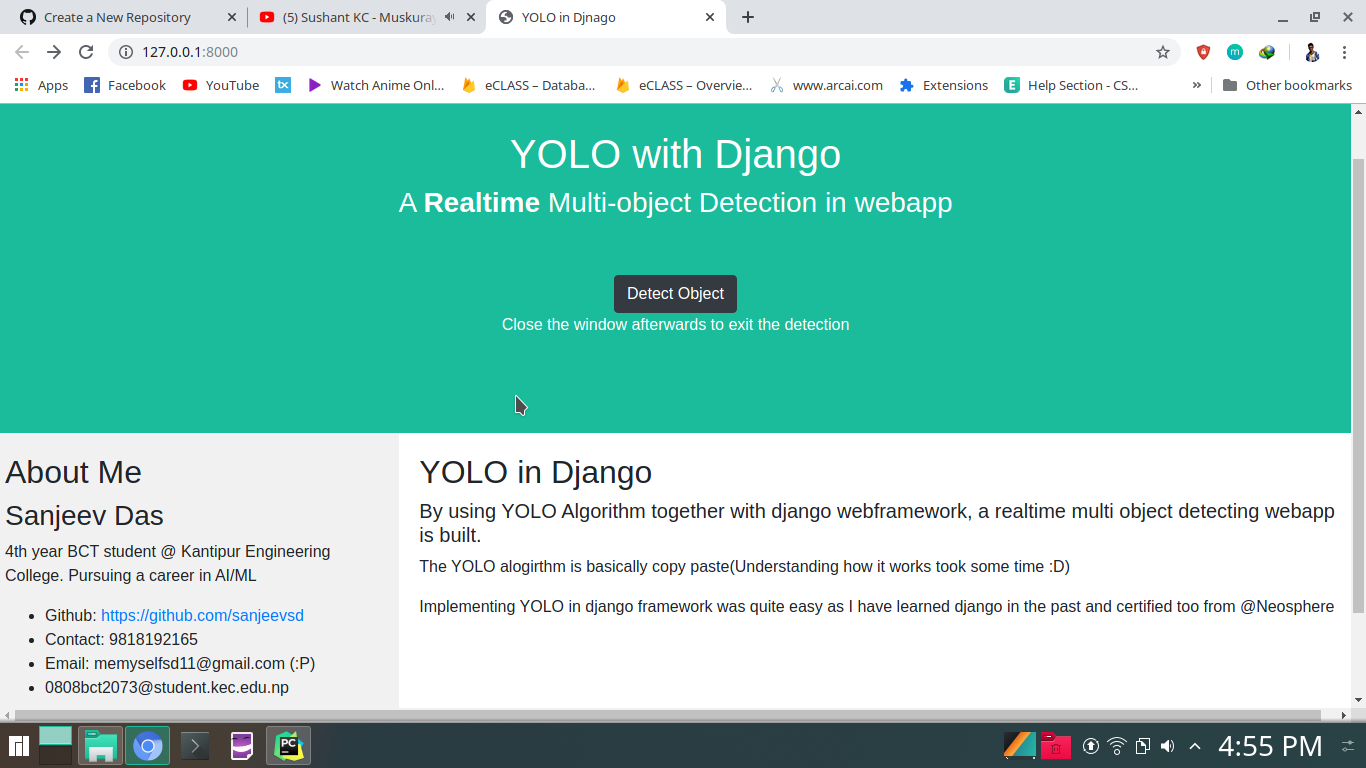 Create a New Repository
(5) Sushant KC - Muskuray
YOLO in Djnago
127.0.0.1:8000
Apps
Facebook
YouTube
tx
Watch Anime Onl...
eCLASS – Databa...
eCLASS – Overvie...
www.arcai.com
Extensions
E
Help Section - CS...
»
Other bookmarks
YOLO with Django
A Realtime Multi-object Detection in webapp
Detect Object
Close the window afterwards to exit the detection
About Me
Sanjeev Das
4th year BCT student @ Kantipur Engineering
College. Pursuing a career in AI/ML
Github: https://github.com/sanjeevsd
Contact: 9818192165
Email: memyselfsd11@gmail.com (:P)
0808bct2073@student.kec.edu.np
YOLO in Django
By using YOLO Algorithm together with django webframework, a realtime multi object detecting webapp
is built.
The YOLO alogirthm is basically copy paste(Understanding how it works took some time :D)
Implementing YOLO in django framework was quite easy as I have learned django in the past and certified too from @Neosphere
PC
4:55 PM